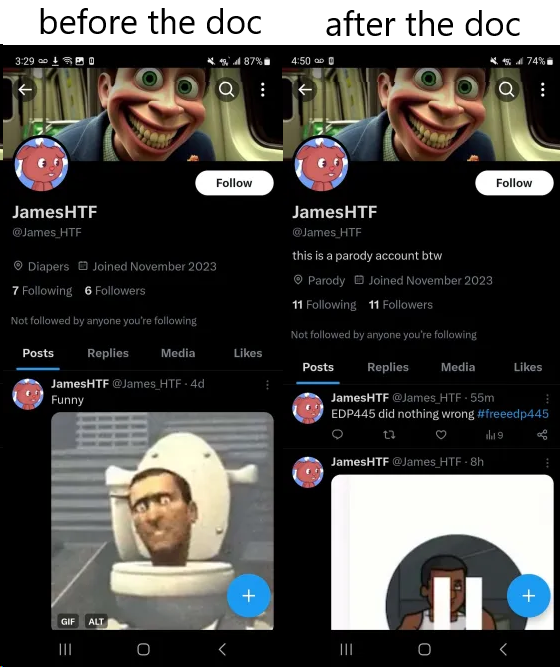 before the doc
after the doc
3:29
87%
Follow
JamesHTF
@James_HTF
Diapers Joined November 2023
7 Following 6 Followers
Not followed by anyone you're following
Posts Replies Media Likes
JamesHTF @James_HTF · 4d
Funny
GIF ALT
4:50
74%
Follow
JamesHTF
@James_HTF
this is a parody account btw
Parody Joined November 2023
11 Following 11 Followers
Not followed by anyone you're following
Posts Replies Media Likes
JamesHTF @James_HTF · 55m
EDP445 did nothing wrong #freeedp445
9
JamesHTF @James_HTF · 8h